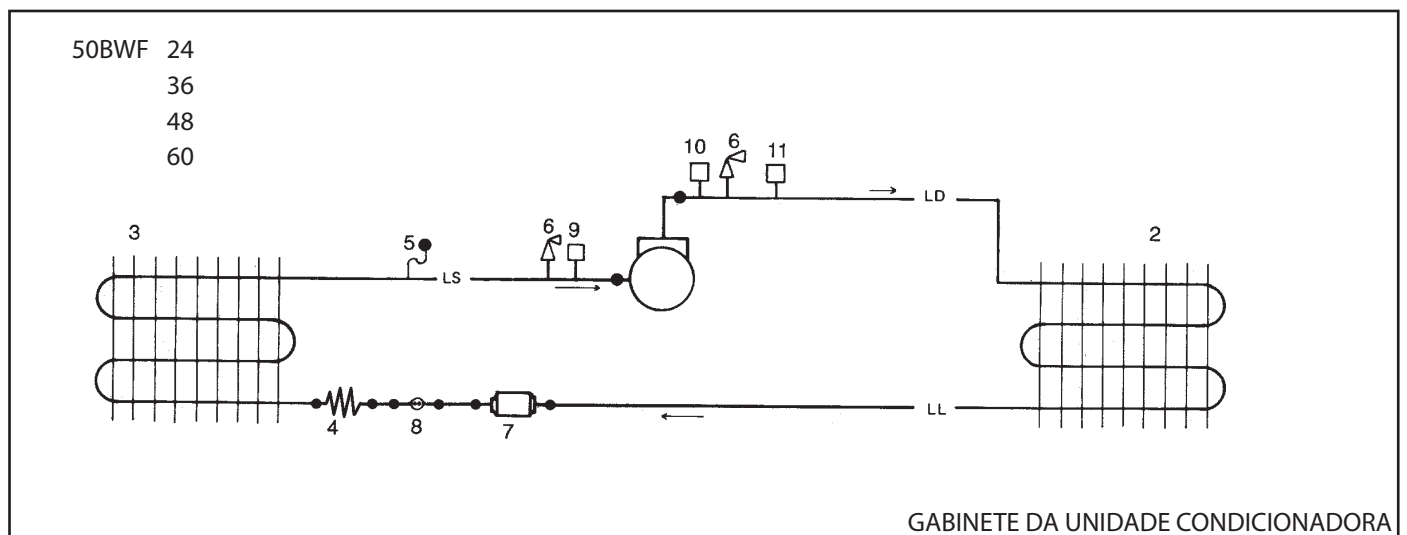 50BWF 24
36
48
60
10 6 11
LD
3
5
6 9
2
LS
LL
4 8 7
GABINETE DA UNIDADE CONDICIONADORA